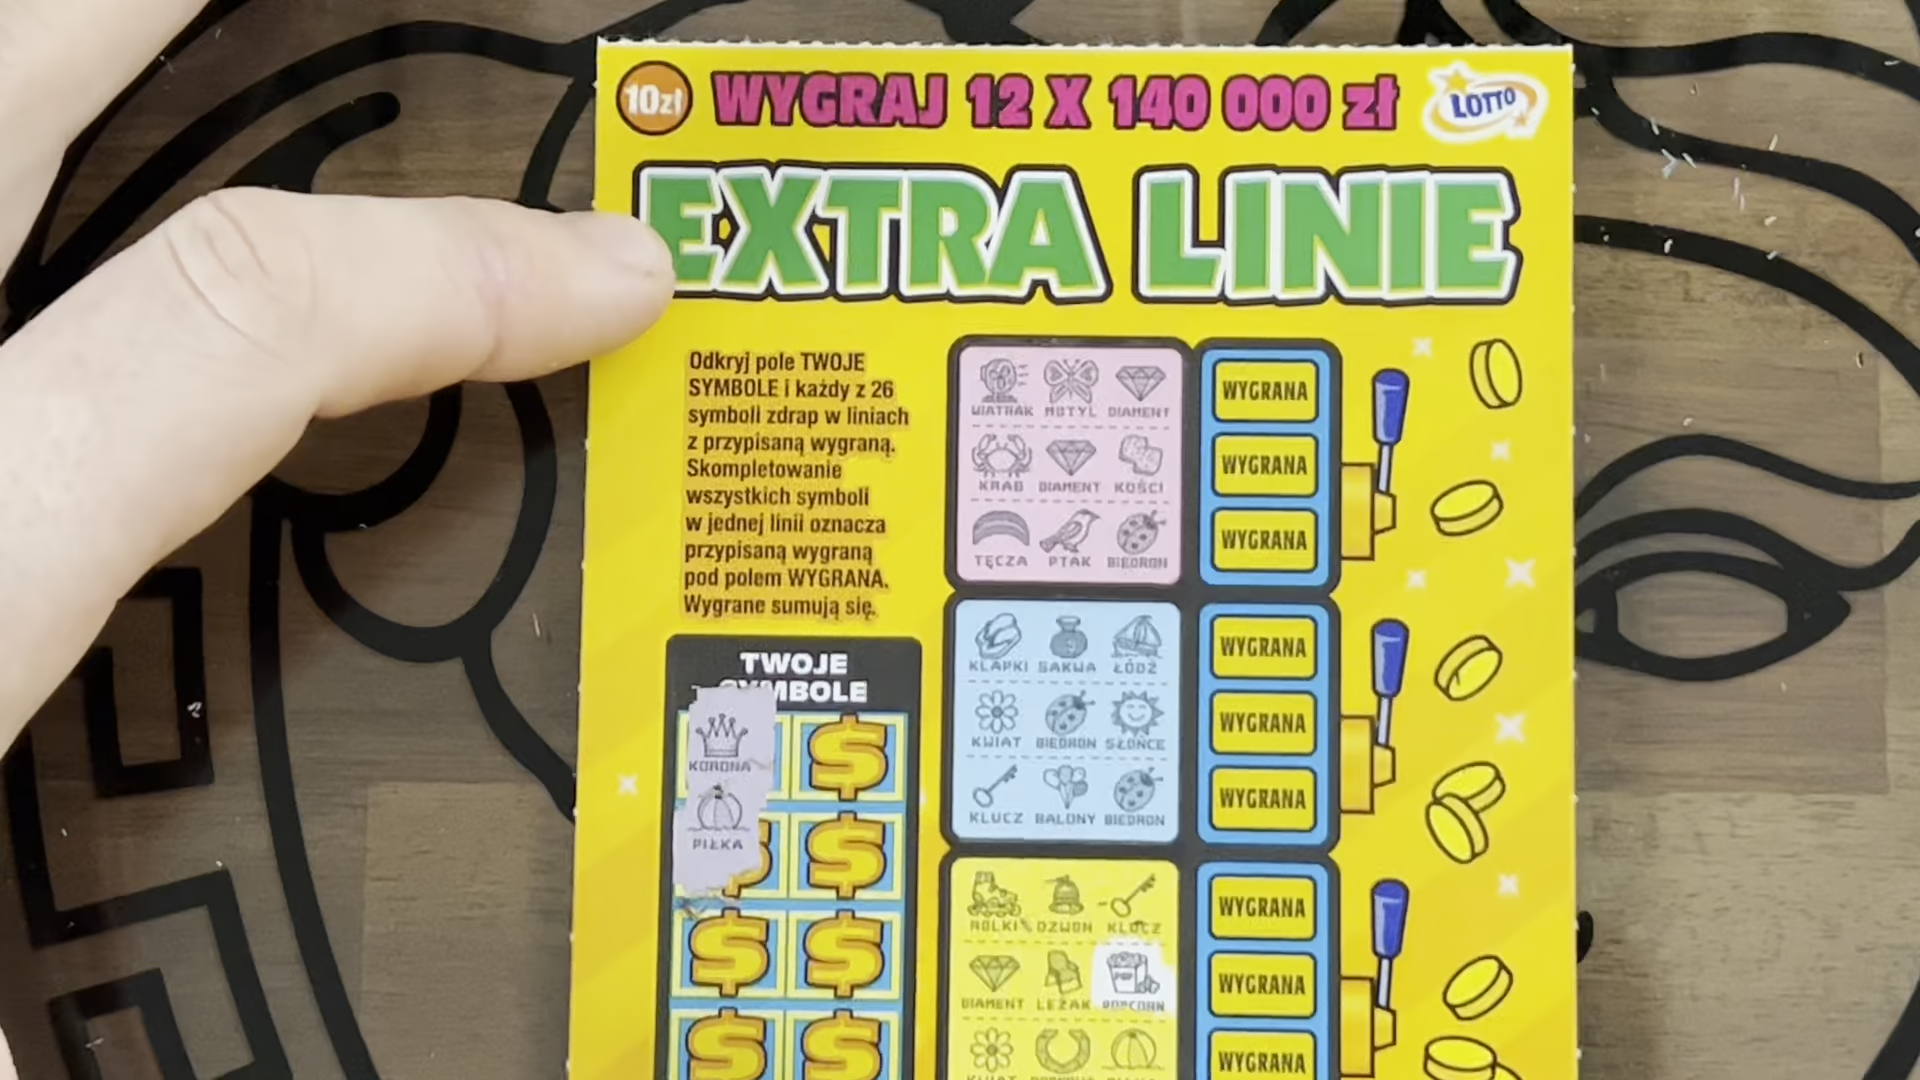 10zł WYGRAJ 12 X 140 000 zł LOTTO
EXTRA LINIE
Odkryj pole TWOJE
SYMBOLE i każdy z 26
symboli zdrap w liniach
z przypisaną wygraną.
Skompletowanie
wszystkich symboli
w jednej linii oznacza
przypisaną wygraną
pod polem WYGRANA.
Wygrane sumują się.
TWOJE
SYMBOLE
KORONA
PIŁKA
WIATRAK MOTYL DIAMENT
WYGRANA
KRAB DIAMENT KOŚCI
WYGRANA
TĘCZA PTAK BIEDRON
WYGRANA
KLAPKI SAKWA ŁÓDŹ
WYGRANA
KWIAT BIEDRON SŁOŃCE
WYGRANA
KLUCZ BALONY BIEDRON
WYGRANA
ROLKI DZWON KLUCZ
WYGRANA
DIAMENT LEŻAK POPCORN
WYGRANA
WYGRANA